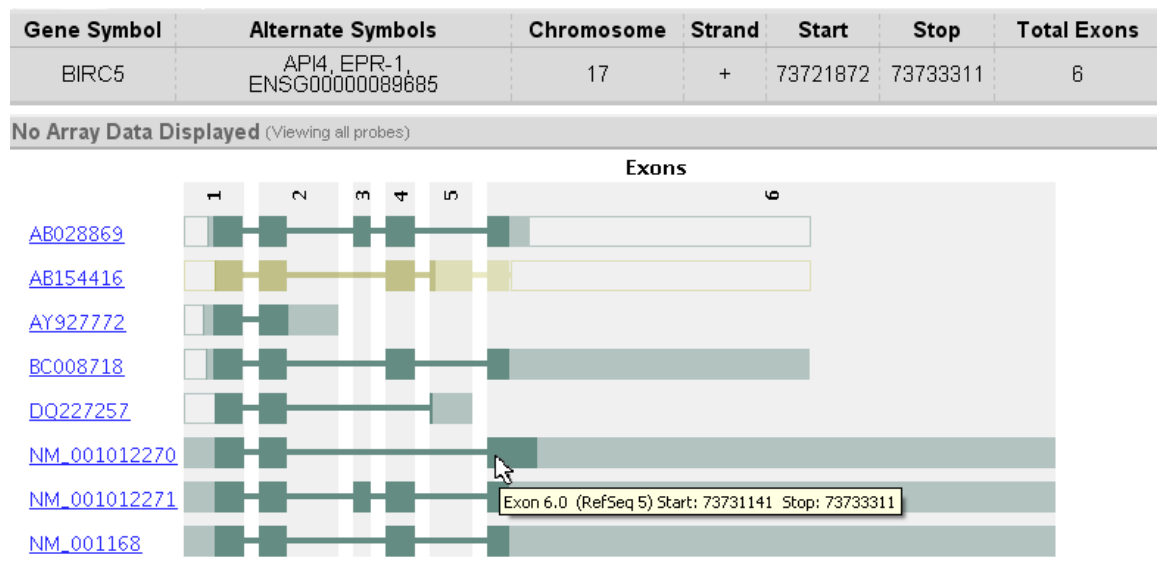 Gene Symbol Alternate Symbols Chromosome Strand Start Stop Total Exons
BIRC5 API4, EPR-1, ENSG00000089685 17 + 73721872 73733311 6
No Array Data Displayed (Viewing all probes)
Exons
1 2 3 4 5 6
AB028869
AB154416
AY927772
BC008718
DQ227257
NM_001012270
NM_001012271
Exon 6.0 (RefSeq 5) Start: 73731141 Stop: 73733311
NM_001168